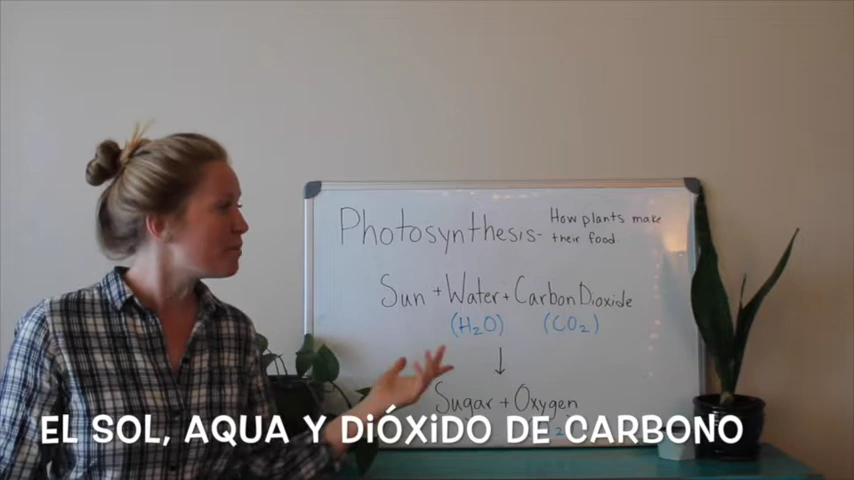 Photosynthesis- How plants make
their food
Sun + Water + Carbon Dioxide
(H2O) (CO2)
↓
Sugar + Oxygen
EL SOL, AQUA Y DIÓXIDO DE CARBONO